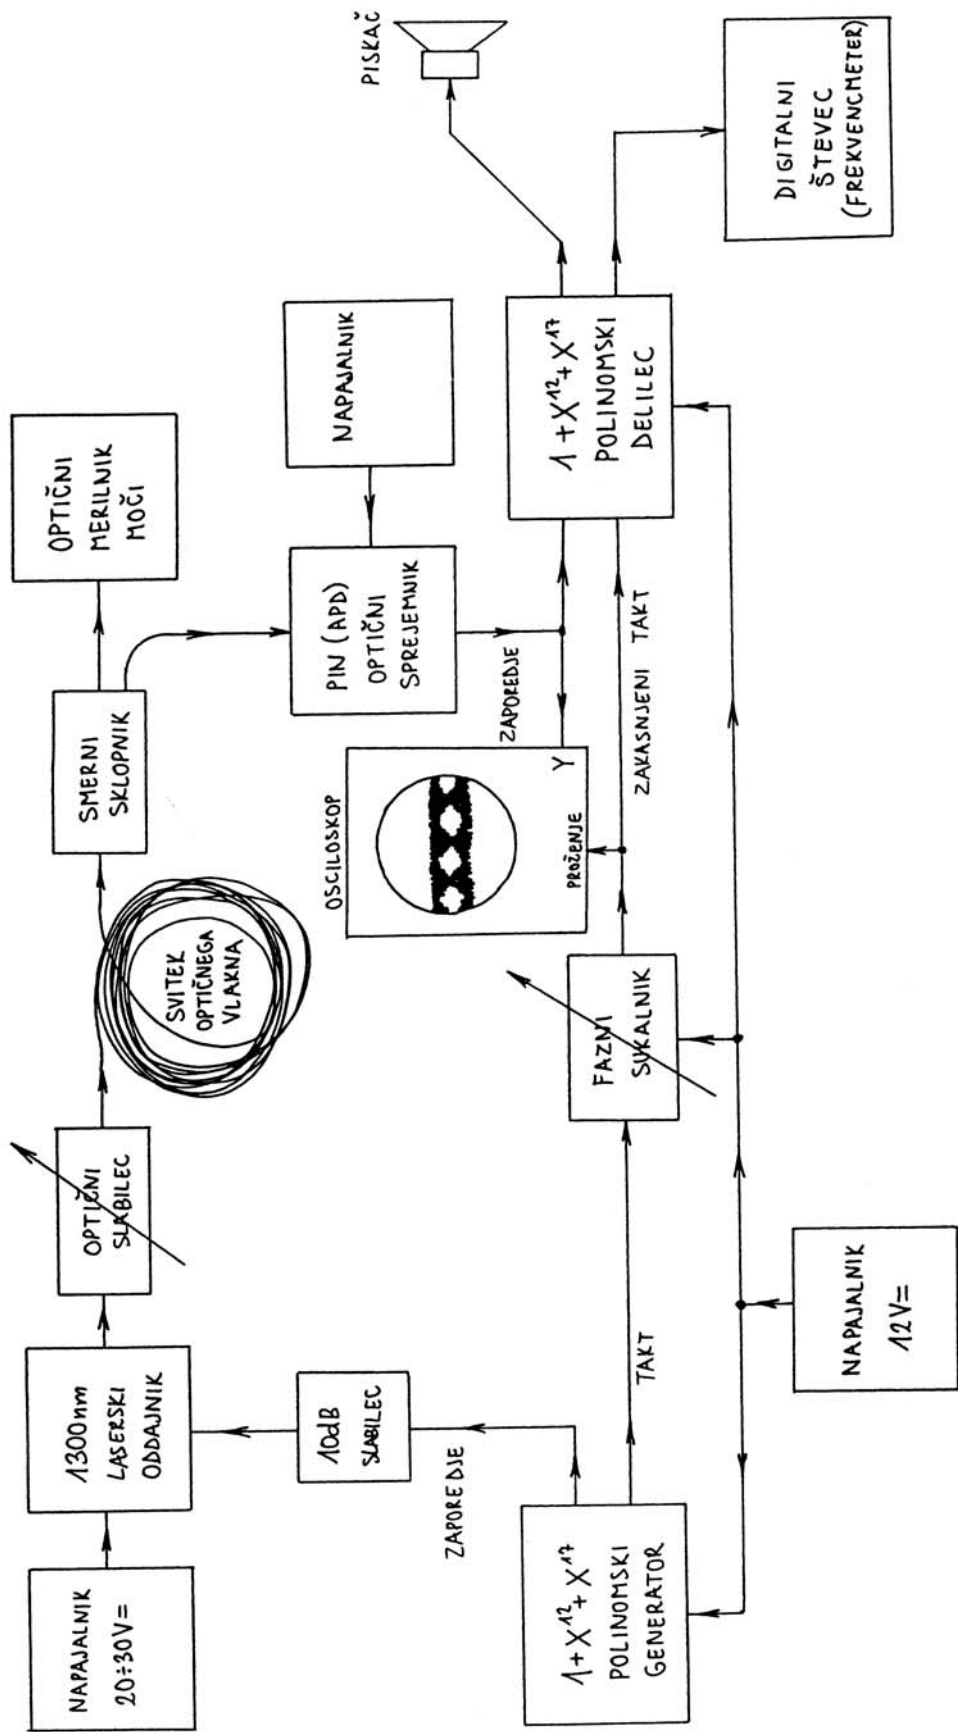 NAPAJALNIK
20÷30V=
1300nm
LASERSKI
ODDAJNIK
OPTIČNI
SLABILEC
SVITEK
OPTIČNEGA
VLAKNA
SMERNI
SKLOPNIK
OPTIČNI
MERILNIK
MOČI
10dB
SLABILEC
ZAPOREDJE
OSCILOSKOP
Y
PROŽENJE
PIN (APD)
OPTIČNI
SPREJEMNIK
NAPAJALNIK
ZAPOREDJE
PISKAČ
1+X¹²+X¹⁷
POLINOMSKI
GENERATOR
TAKT
FAZNI
SUKALNIK
ZAKASNJENI TAKT
1+X¹²+X¹⁷
POLINOMSKI
DELILEC
DIGITALNI
ŠTEVEC
(FREKVENCMETER)
NAPAJALNIK
12V=